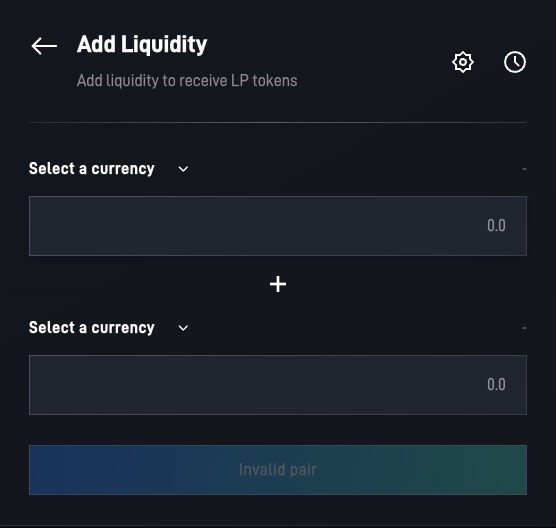 Add Liquidity
Add liquidity to receive LP tokens
Select a currency
-
0.0
+
Select a currency
-
0.0
Invalid pair